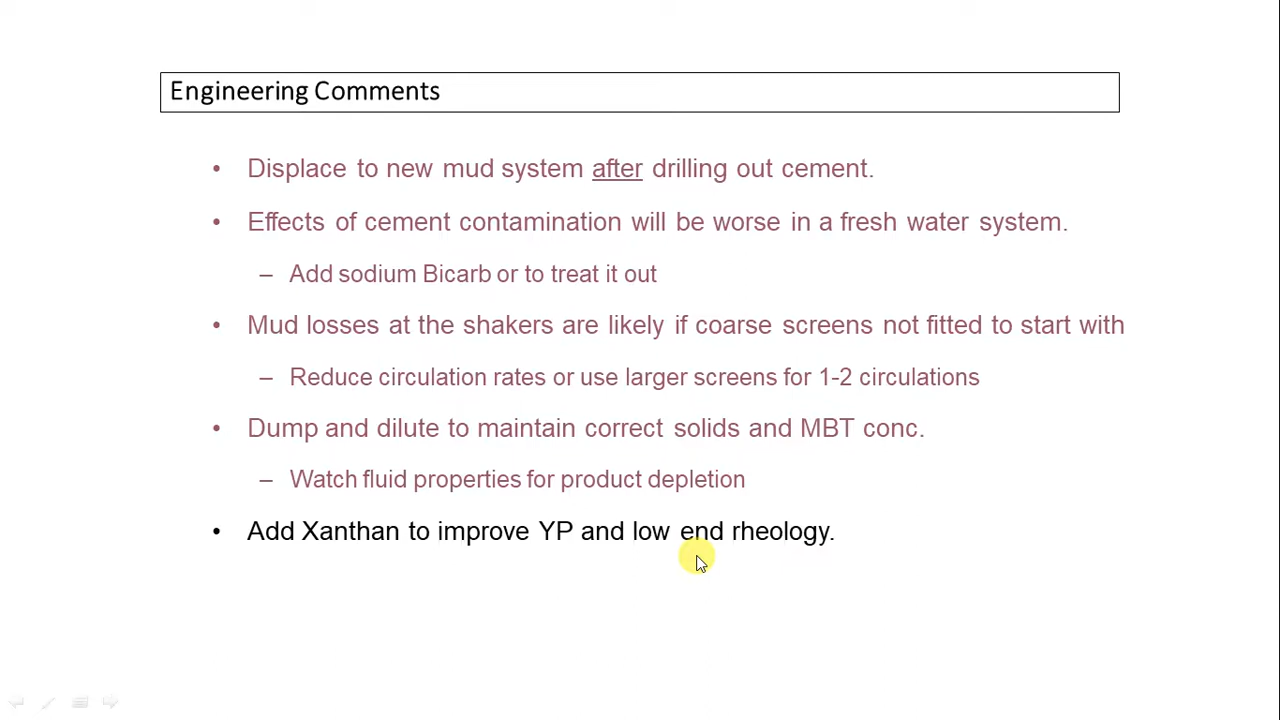 Engineering Comments
• Displace to new mud system after drilling out cement.
• Effects of cement contamination will be worse in a fresh water system.
– Add sodium Bicarb or to treat it out
• Mud losses at the shakers are likely if coarse screens not fitted to start with
– Reduce circulation rates or use larger screens for 1-2 circulations
• Dump and dilute to maintain correct solids and MBT conc.
– Watch fluid properties for product depletion
• Add Xanthan to improve YP and low end rheology.